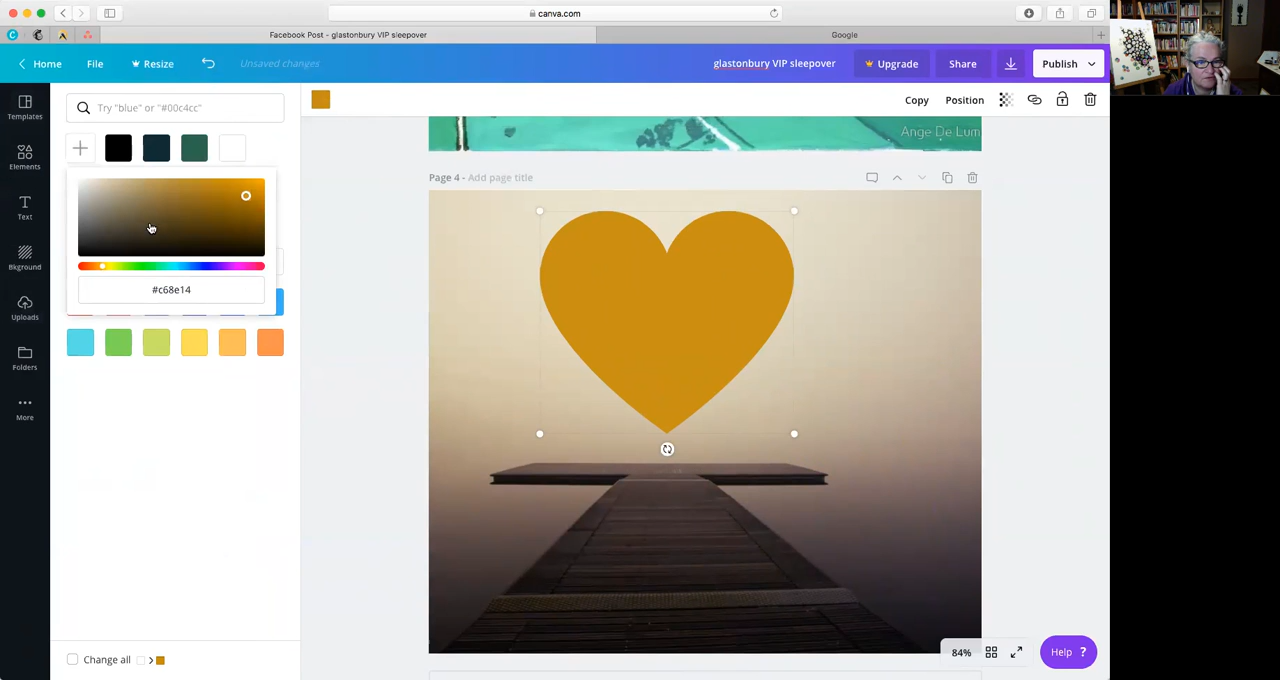 canva.com
Facebook Post - glastonbury VIP sleepover
Google
Home
File
Resize
Unsaved changes
glastonbury VIP sleepover
Upgrade
Share
Publish
Templates
Elements
Text
Bkground
Uploads
Folders
More
Try "blue" or "#00c4cc"
#c68e14
Change all
Copy
Position
Ange De Lum
Page 4 - Add page title
84%
Help ?